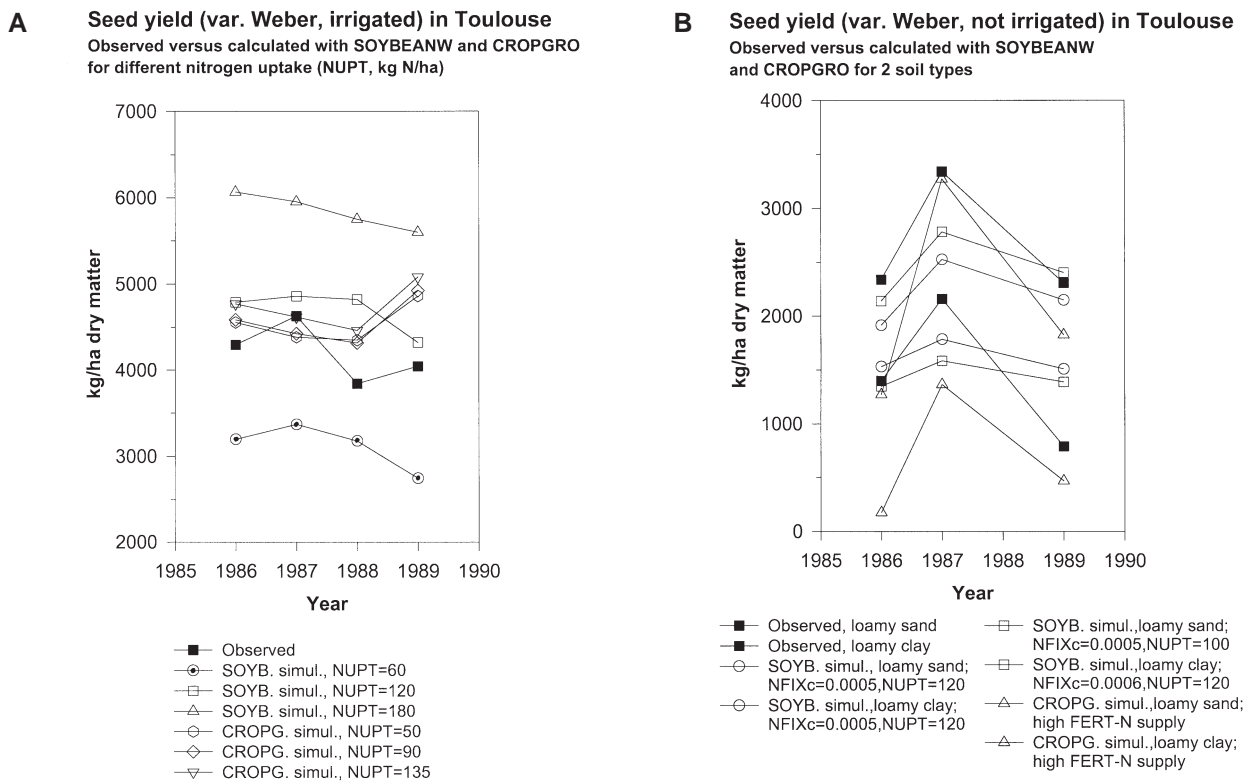 A
Seed yield (var. Weber, irrigated) in Toulouse
Observed versus calculated with SOYBEANW and CROPGRO
for different nitrogen uptake (NUPT, kg N/ha)
7000
6000
5000
4000
3000
2000
kg/ha dry matter
1985 1986 1987 1988 1989 1990
Year
Observed
SOYB. simul., NUPT=60
SOYB. simul., NUPT=120
SOYB. simul., NUPT=180
CROPG. simul., NUPT=50
CROPG. simul., NUPT=90
CROPG. simul., NUPT=135
B
Seed yield (var. Weber, not irrigated) in Toulouse
Observed versus calculated with SOYBEANW
and CROPGRO for 2 soil types
4000
3000
2000
1000
0
kg/ha dry matter
1985 1986 1987 1988 1989 1990
Year
Observed, loamy sand
Observed, loamy clay
SOYB. simul., loamy sand;
NFIXc=0.0005,NUPT=120
SOYB. simul., loamy clay;
NFIXc=0.0005,NUPT=120
SOYB. simul.,loamy sand;
NFIXc=0.0005,NUPT=100
SOYB. simul.,loamy clay;
NFIXc=0.0006,NUPT=120
CROPG. simul.,loamy sand;
high FERT-N supply
CROPG. simul.,loamy clay;
high FERT-N supply